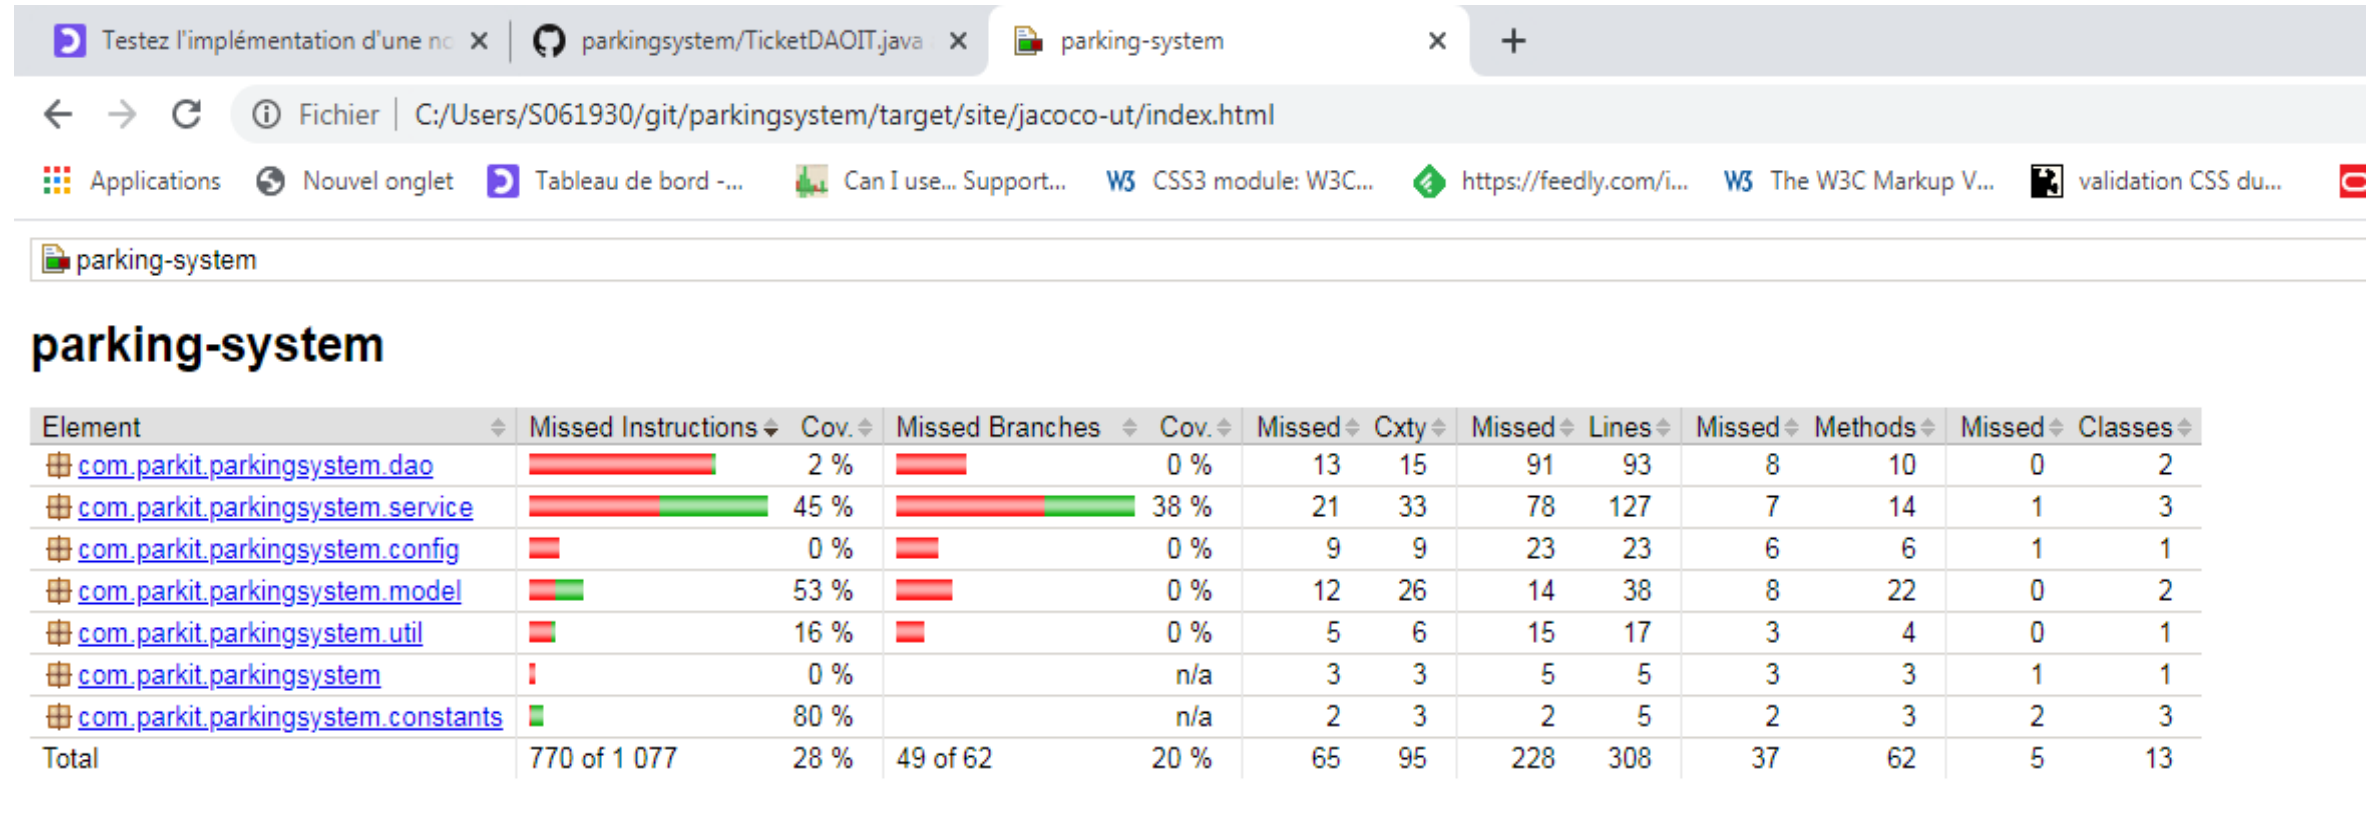 Testez l'implémentation d'une no parkingsystem/TicketDAOIT.java parking-system
Fichier C:/Users/S061930/git/parkingsystem/target/site/jacoco-ut/index.html
Applications Nouvel onglet Tableau de bord -... Can I use... Support... W3 CSS3 module: W3C... https://feedly.com/i... W3 The W3C Markup V... validation CSS du...
parking-system
parking-system
Element Missed Instructions Cov. Missed Branches Cov. Missed Cxty Missed Lines Missed Methods Missed Classes
com.parkit.parkingsystem.dao 2 % 0 % 13 15 91 93 8 10 0 2
com.parkit.parkingsystem.service 45 % 38 % 21 33 78 127 7 14 1 3
com.parkit.parkingsystem.config 0 % 0 % 9 9 23 23 6 6 1 1
com.parkit.parkingsystem.model 53 % 0 % 12 26 14 38 8 22 0 2
com.parkit.parkingsystem.util 16 % 0 % 5 6 15 17 3 4 0 1
com.parkit.parkingsystem 0 % n/a 3 3 5 5 3 3 1 1
com.parkit.parkingsystem.constants 80 % n/a 2 3 2 5 2 3 2 3
Total 770 of 1 077 28 % 49 of 62 20 % 65 95 228 308 37 62 5 13